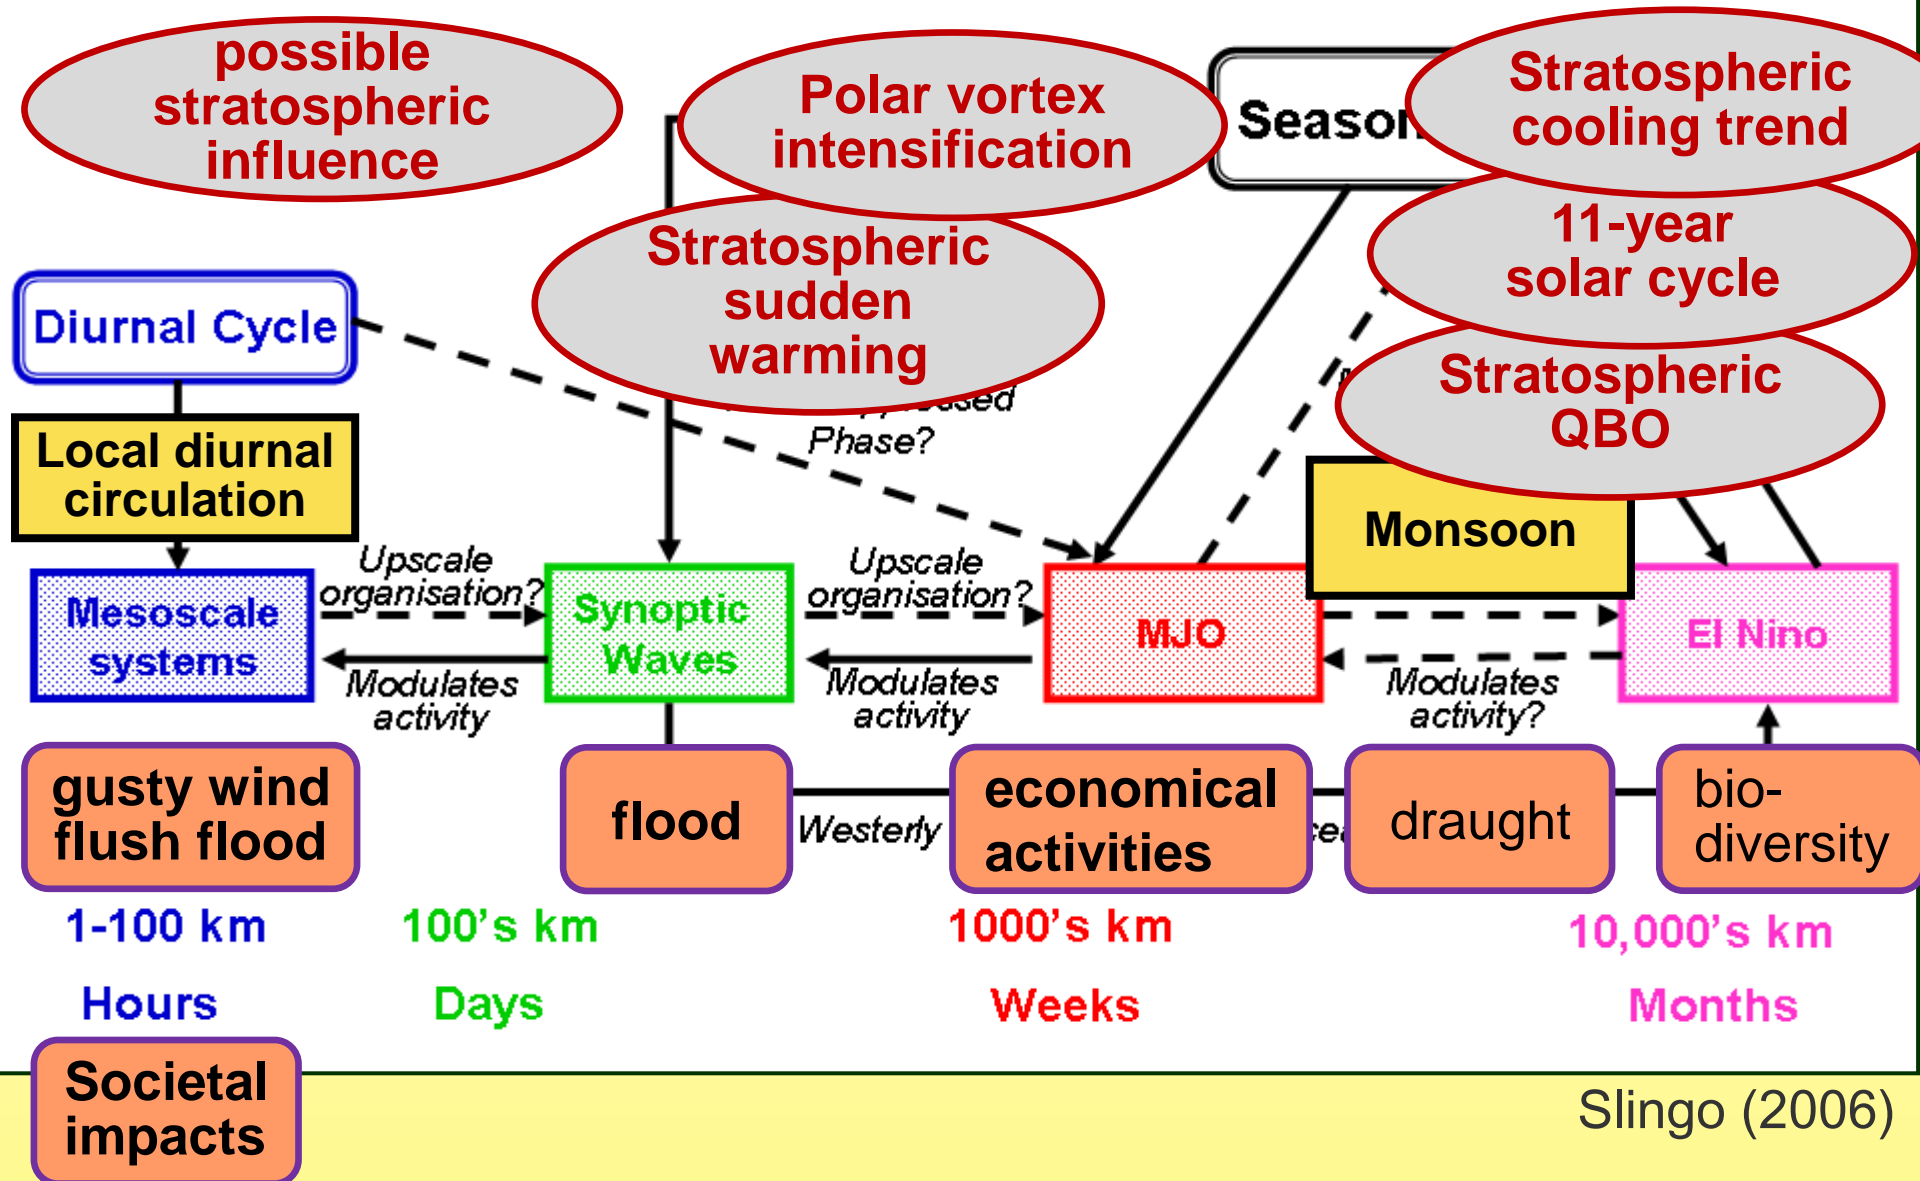 possible
stratospheric
influence
Polar vortex
intensification
Season
Stratospheric
cooling trend
Stratospheric
sudden
warming
11-year
solar cycle
Diurnal Cycle
Stratospheric
QBO
Phase?
Local diurnal
circulation
Monsoon
Upscale
organisation?
Upscale
organisation?
Mesoscale
systems
Synoptic
Waves
MJO
El Nino
Modulates
activity
Modulates
activity
Modulates
activity?
gusty wind
flush flood
flood
Westerly
economical
activities
draught
bio-
diversity
1-100 km
100's km
1000's km
10,000's km
Hours
Days
Weeks
Months
Societal
impacts
Slingo (2006)